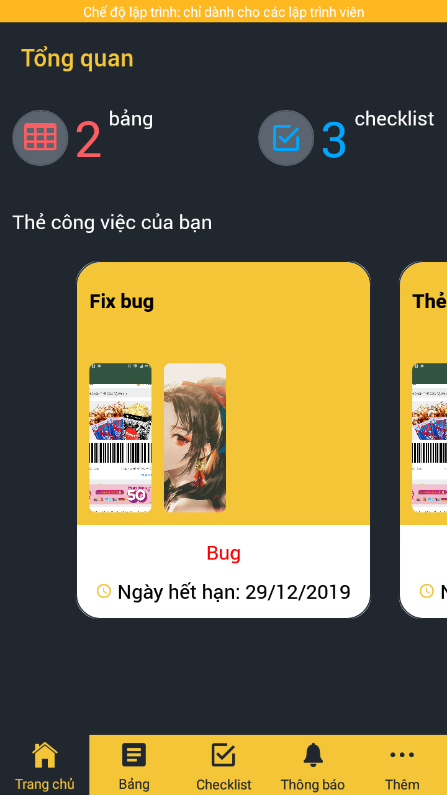 Chế độ lập trình: chỉ dành cho các lập trình viên
Tổng quan
2 bảng
3 checklist
Thẻ công việc của bạn
Fix bug
Thẻ
50
Bug
Ngày hết hạn: 29/12/2019
N
Trang chủ
Bảng
Checklist
Thông báo
Thêm